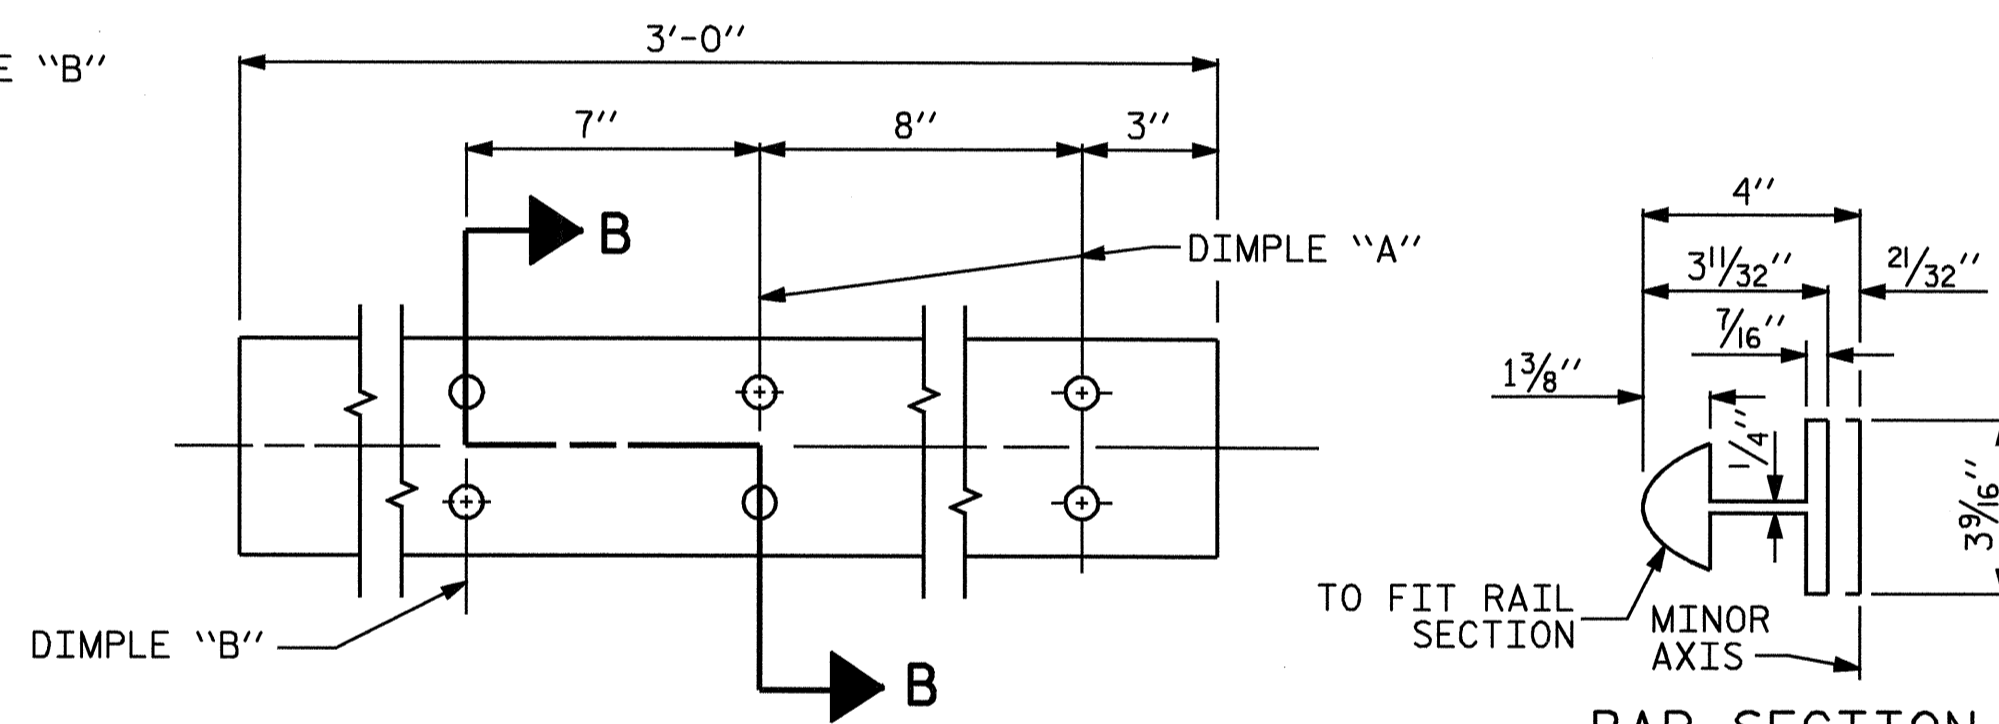 E "B"
3'-0"
7"
8"
3"
B
DIMPLE "A"
DIMPLE "B"
B
4"
3 11/32"
21/32"
7/16"
1 3/8"
1/4"
3 9/16"
TO FIT RAIL
SECTION
MINOR
AXIS
BAR SECTION